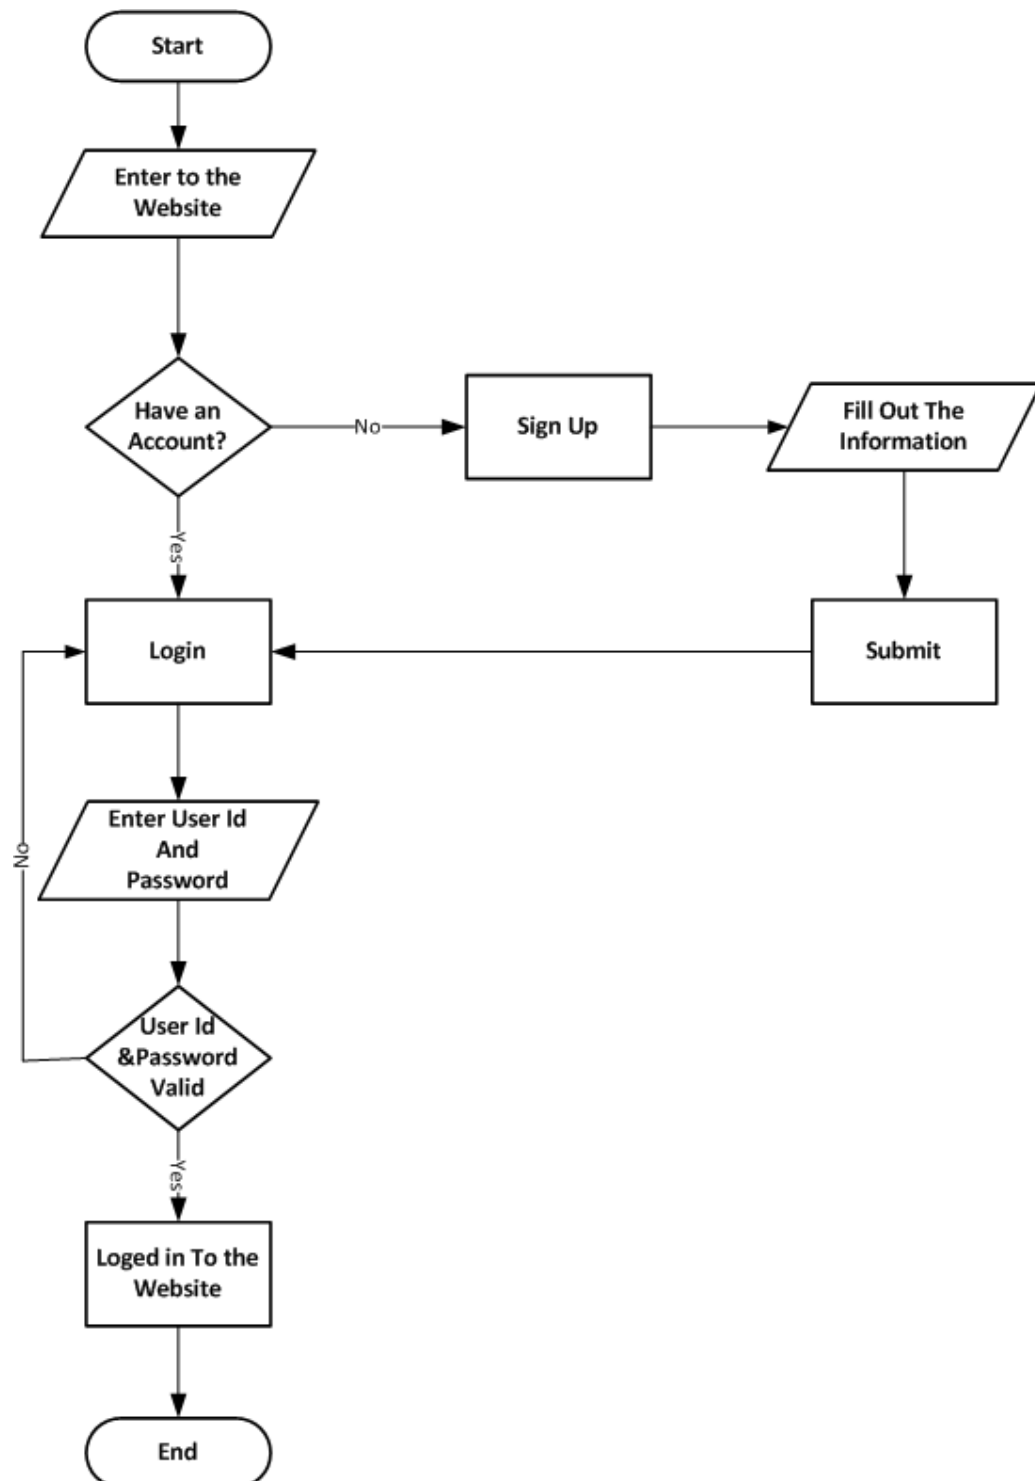 Start
Enter to the
Website
Have an
Account?
No
Sign Up
Fill Out The
Information
Yes
Login
Submit
Enter User Id
And
Password
No
User Id
&Password
Valid
Yes
Loged in To the
Website
End